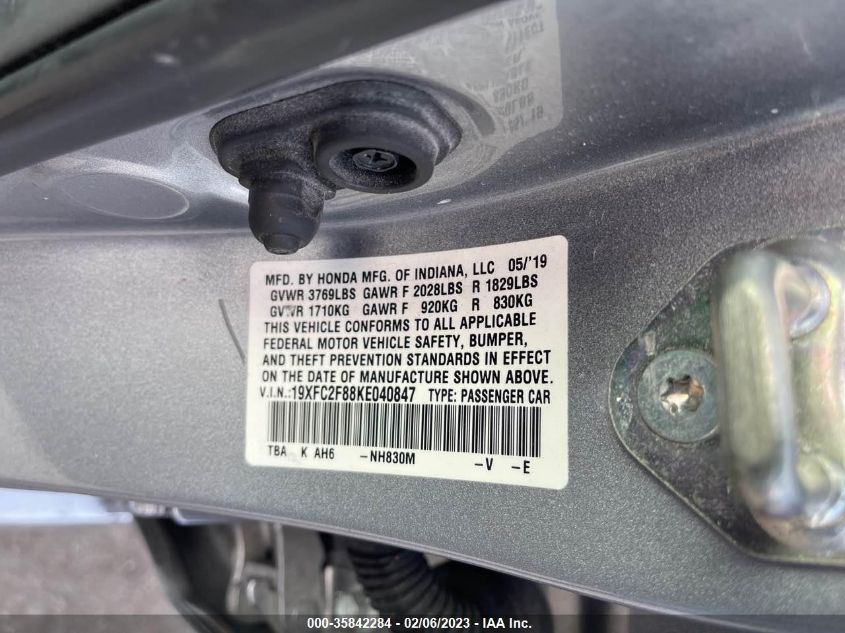 MFD. BY HONDA MFG. OF INDIANA, LLC 05/'19
GVWR 3769LBS GAWR F 2028LBS R 1829LBS
GVWR 1710KG GAWR F 920KG R 830KG
THIS VEHICLE CONFORMS TO ALL APPLICABLE
FEDERAL MOTOR VEHICLE SAFETY, BUMPER,
AND THEFT PREVENTION STANDARDS IN EFFECT
ON THE DATE OF MANUFACTURE SHOWN ABOVE.
V.I.N.:19XFC2F88KE040847 TYPE: PASSENGER CAR
TBA K AH6 -NH830M -V -E
000-35842284 - 02/06/2023 - IAA Inc.